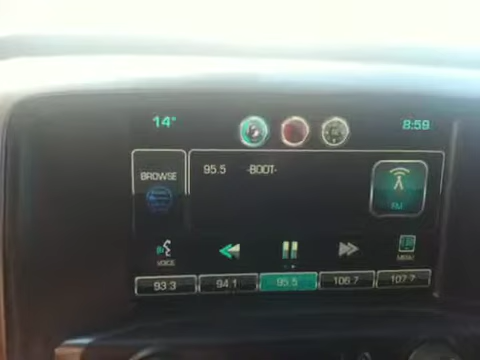 14° 8:59
BROWSE 95.5 -BOOT-
FM
VOICE MENU
93.3 94.1 95.5 106.7 107.7